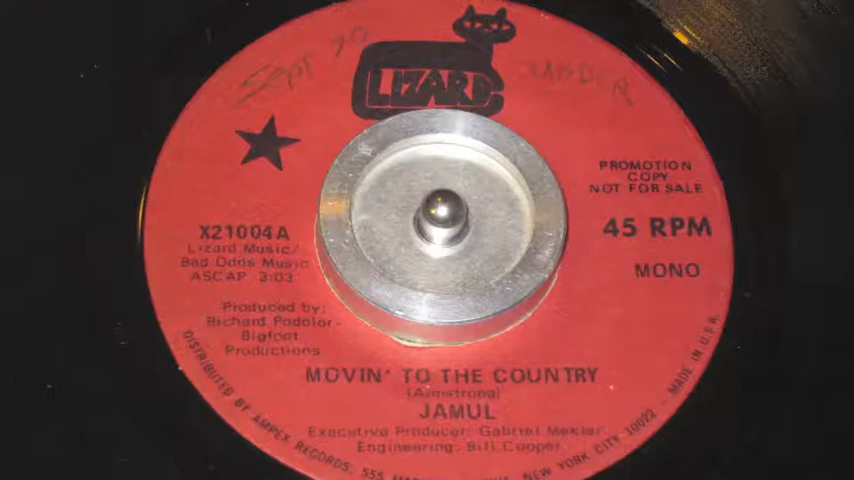 Sept 70
LIZARD
PROMOTION
COPY
NOT FOR SALE
X21004A
Lizard Music/
Bad Odds Music
ASCAP 3:03
45 RPM
MONO
Produced by:
Richard Podolor-
Bigfoot
Productions
MOVIN' TO THE COUNTRY
(Armstrong)
JAMUL
Executive Producer: Gabriel Mekler
Engineering: Bill Cooper
DISTRIBUTED BY AMPEX RECORDS, 555 NEW YORK CITY 10022 - MADE IN U.S.A.